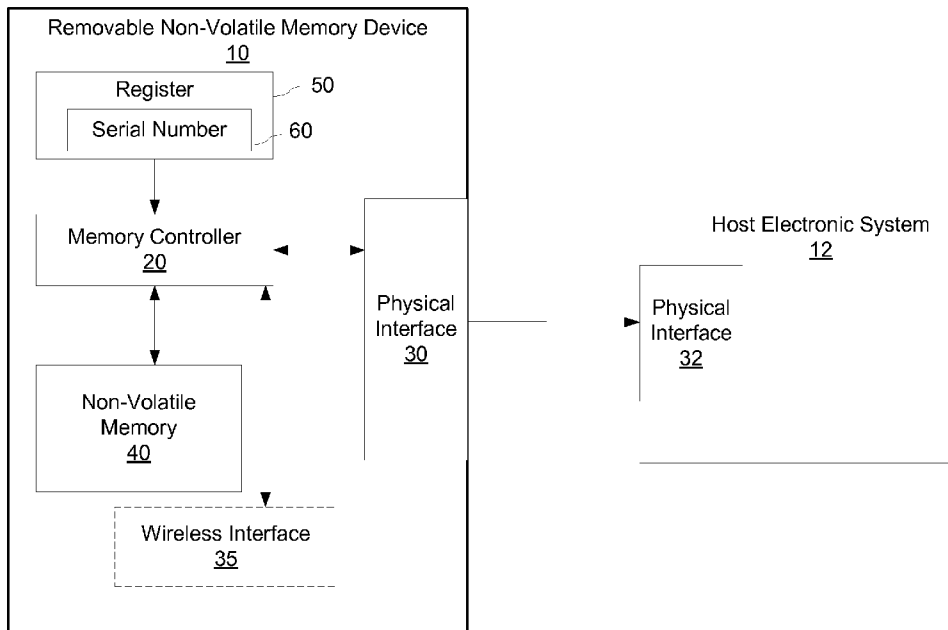 Removable Non-Volatile Memory Device
10
Register
50
Serial Number
60
Memory Controller
20
Physical
Interface
30
Non-Volatile
Memory
40
Wireless Interface
35
Host Electronic System
12
Physical
Interface
32